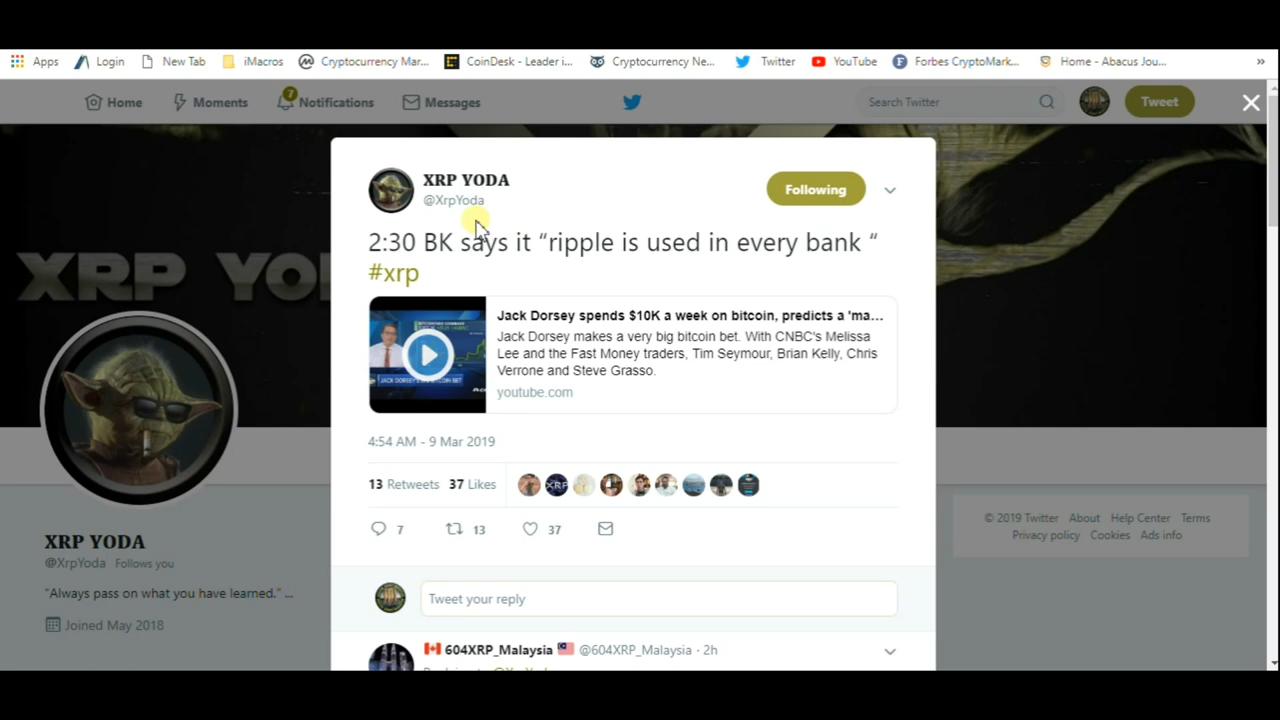 Apps Login New Tab iMacros Cryptocurrency Mar... CoinDesk - Leader i... Cryptocurrency Ne... Twitter YouTube Forbes CryptoMark... Home - Abacus Jou... »
Home Moments 7 Notifications Messages Search Twitter Tweet
XRP YODA
@XrpYoda
Following
2:30 BK says it “ripple is used in every bank “
#xrp
Jack Dorsey spends $10K a week on bitcoin, predicts a 'ma...
Jack Dorsey makes a very big bitcoin bet. With CNBC's Melissa
Lee and the Fast Money traders, Tim Seymour, Brian Kelly, Chris
Verrone and Steve Grasso.
youtube.com
4:54 AM - 9 Mar 2019
13 Retweets 37 Likes
7 13 37
Tweet your reply
604XRP_Malaysia @604XRP_Malaysia · 2h
XRP YO
XRP YODA
@XrpYoda Follows you
“Always pass on what you have learned.” ...
Joined May 2018
© 2019 Twitter About Help Center Terms
Privacy policy Cookies Ads info